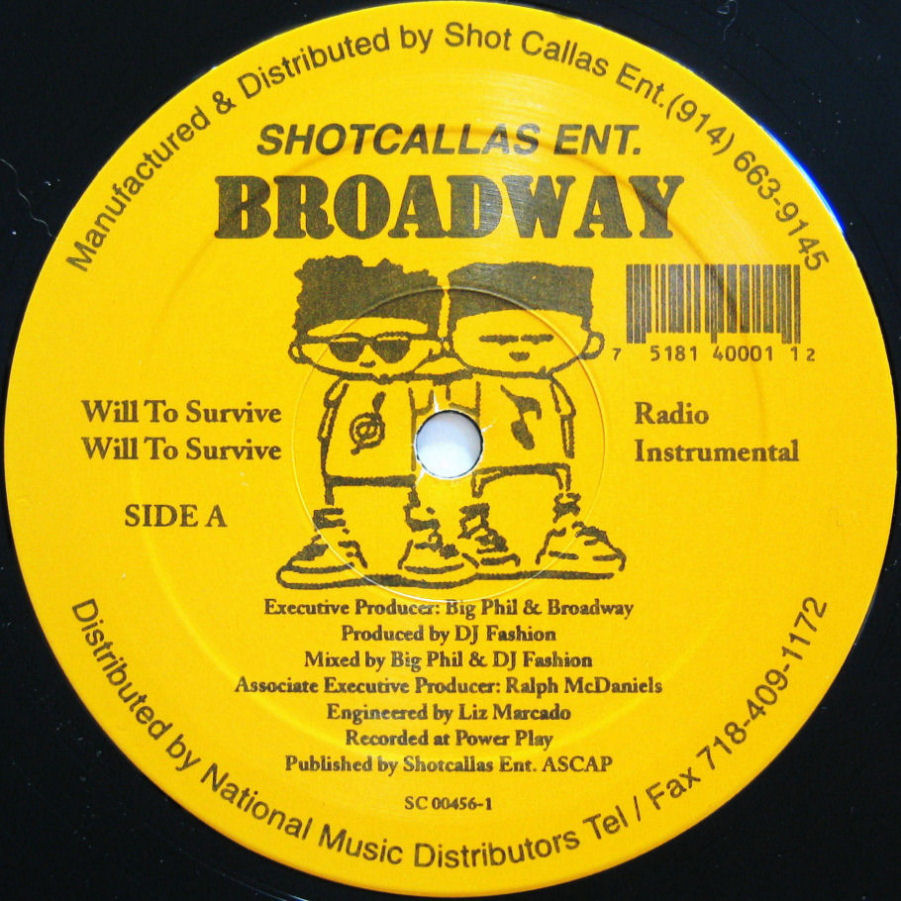 Manufactured & Distributed by Shot Callas Ent.(914) 663-9145
SHOTCALLAS ENT.
BROADWAY
7 5181 40001 12
Will To Survive Radio
Will To Survive Instrumental
SIDE A
Executive Producer: Big Phil & Broadway
Produced by DJ Fashion
Mixed by Big Phil & DJ Fashion
Associate Executive Producer: Ralph McDaniels
Engineered by Liz Marcado
Recorded at Power Play
Published by Shotcallas Ent. ASCAP
SC 00456-1
Distributed by National Music Distributors Tel / Fax 718-409-1172